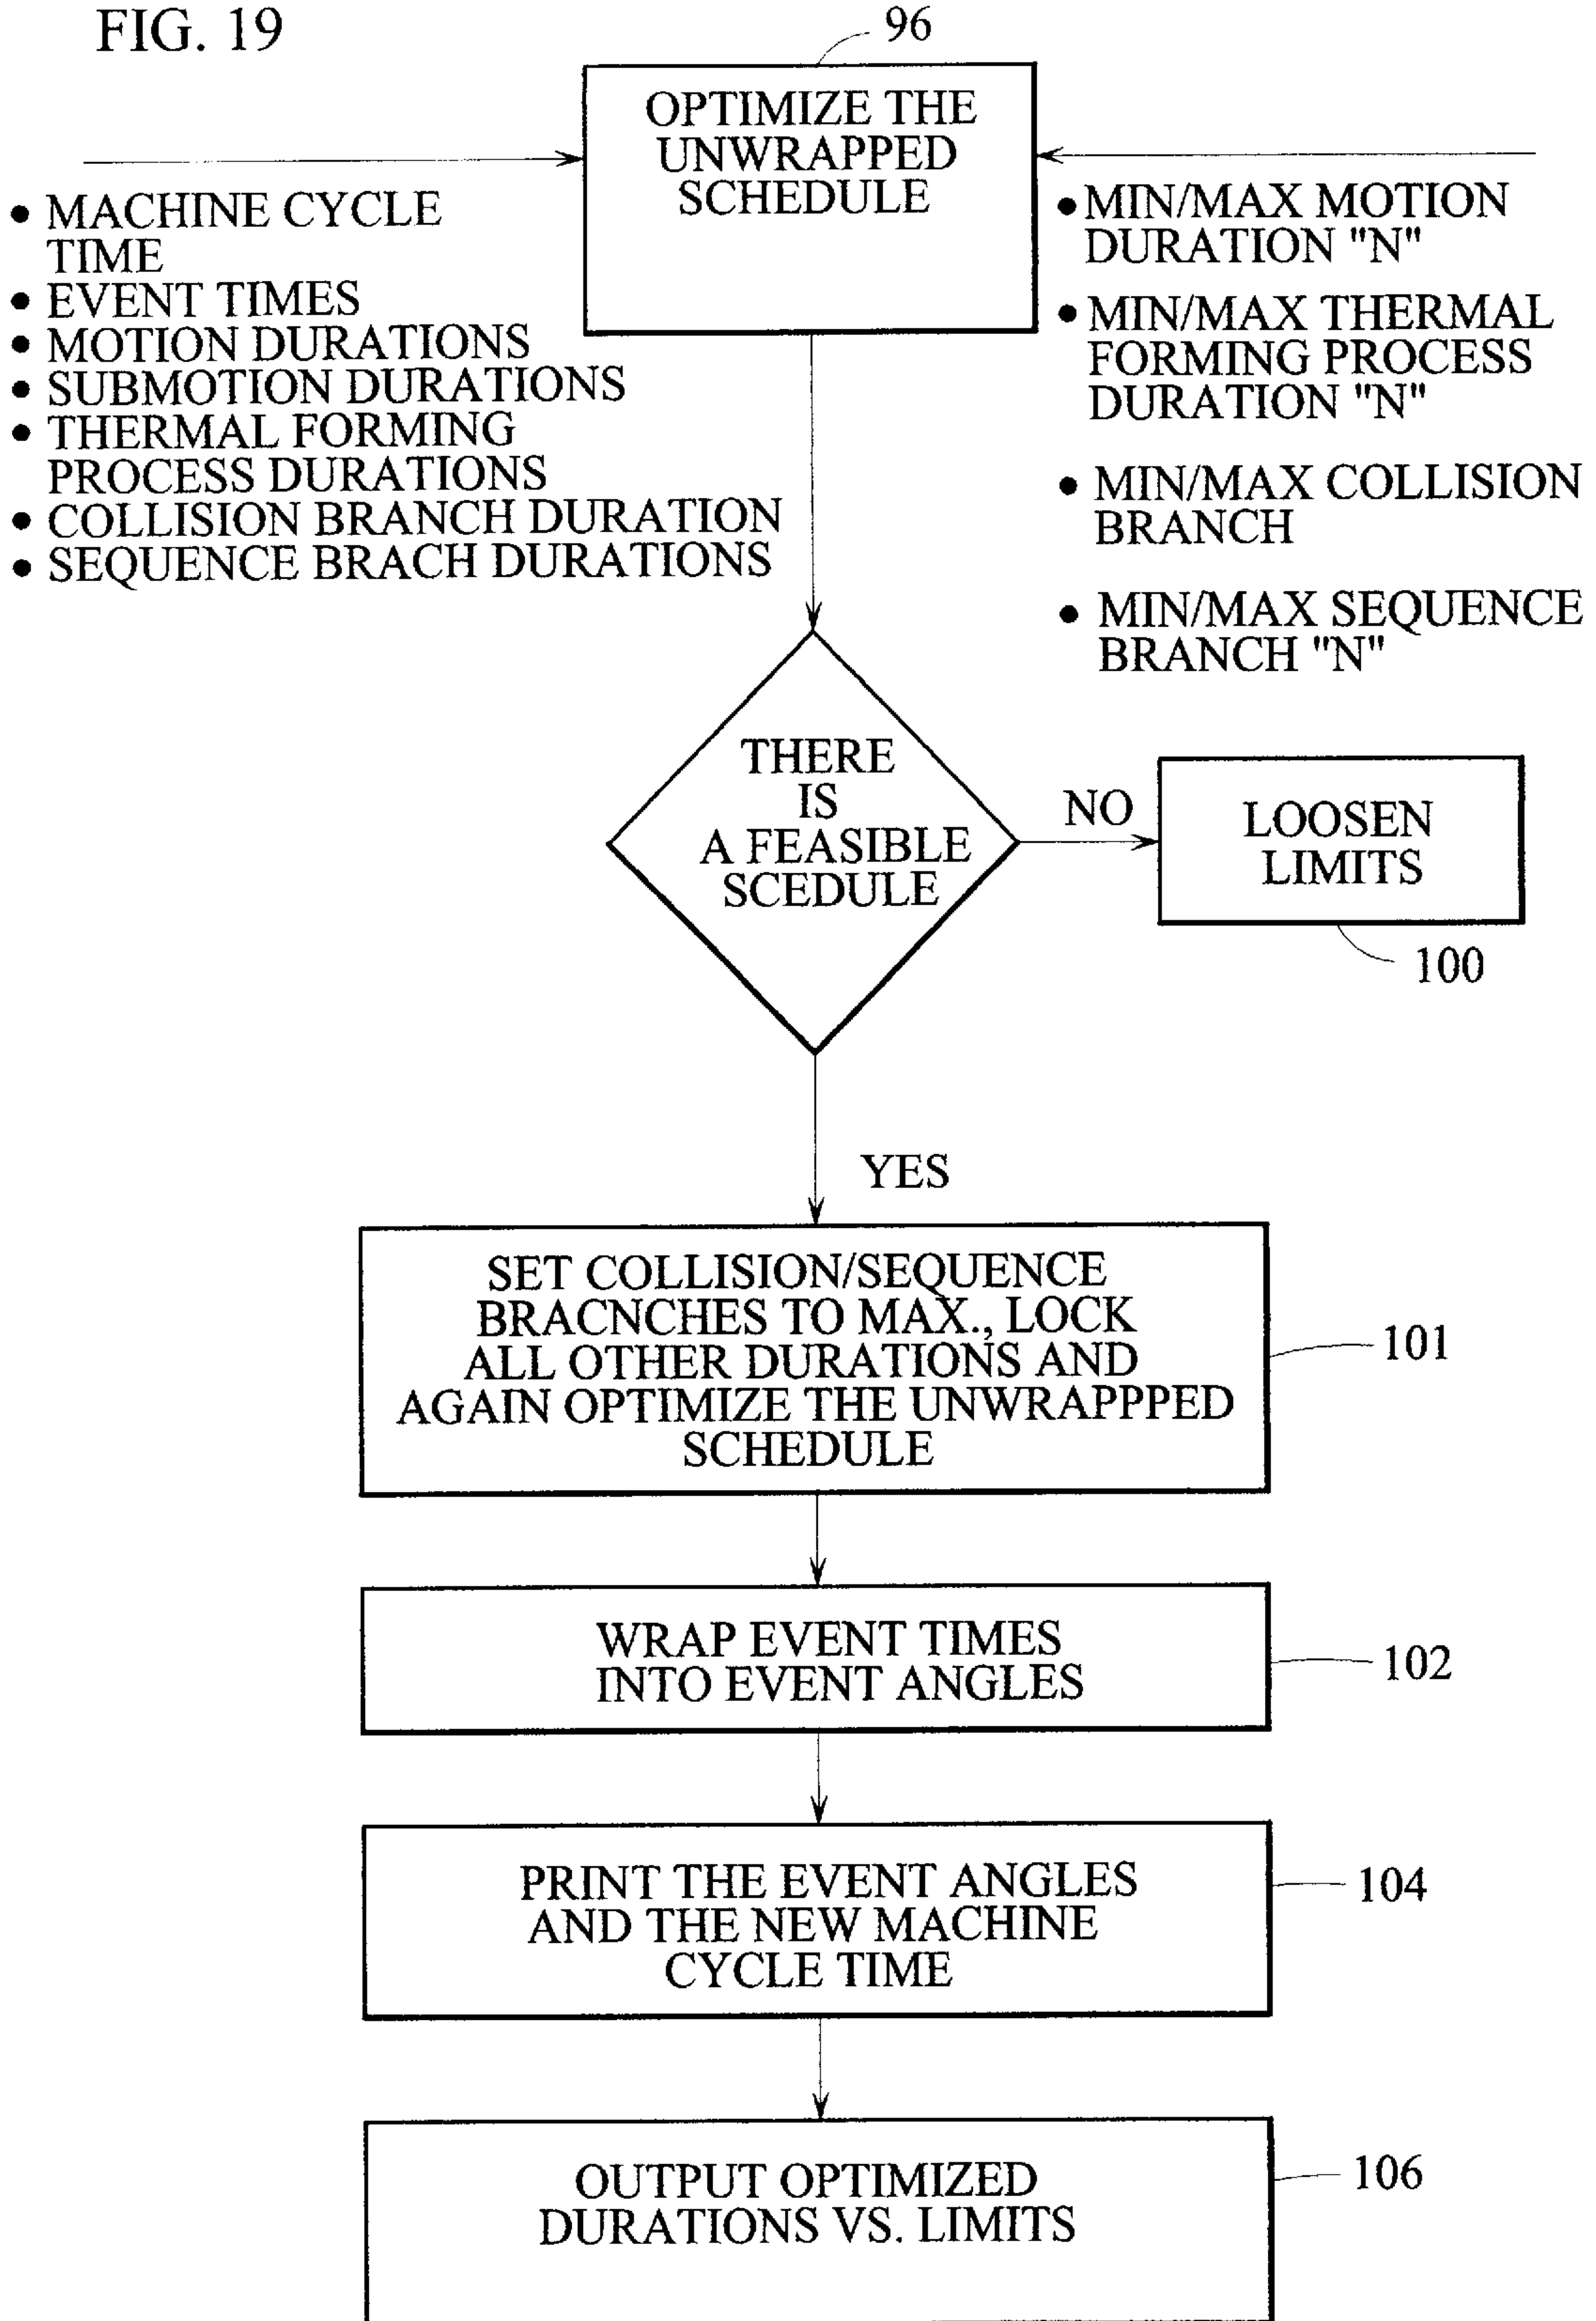 FIG. 19
96
OPTIMIZE THE
UNWRAPPED
SCHEDULE
• MACHINE CYCLE
TIME
• EVENT TIMES
• MOTION DURATIONS
• SUBMOTION DURATIONS
• THERMAL FORMING
PROCESS DURATIONS
• COLLISION BRANCH DURATION
• SEQUENCE BRACH DURATIONS
• MIN/MAX MOTION
DURATION "N"
• MIN/MAX THERMAL
FORMING PROCESS
DURATION "N"
• MIN/MAX COLLISION
BRANCH
• MIN/MAX SEQUENCE
BRANCH "N"
THERE
IS
A FEASIBLE
SCEDULE
NO
LOOSEN
LIMITS
100
YES
SET COLLISION/SEQUENCE
BRACNCHES TO MAX., LOCK
ALL OTHER DURATIONS AND
AGAIN OPTIMIZE THE UNWRAPPPED
SCHEDULE
101
WRAP EVENT TIMES
INTO EVENT ANGLES
102
PRINT THE EVENT ANGLES
AND THE NEW MACHINE
CYCLE TIME
104
OUTPUT OPTIMIZED
DURATIONS VS. LIMITS
106